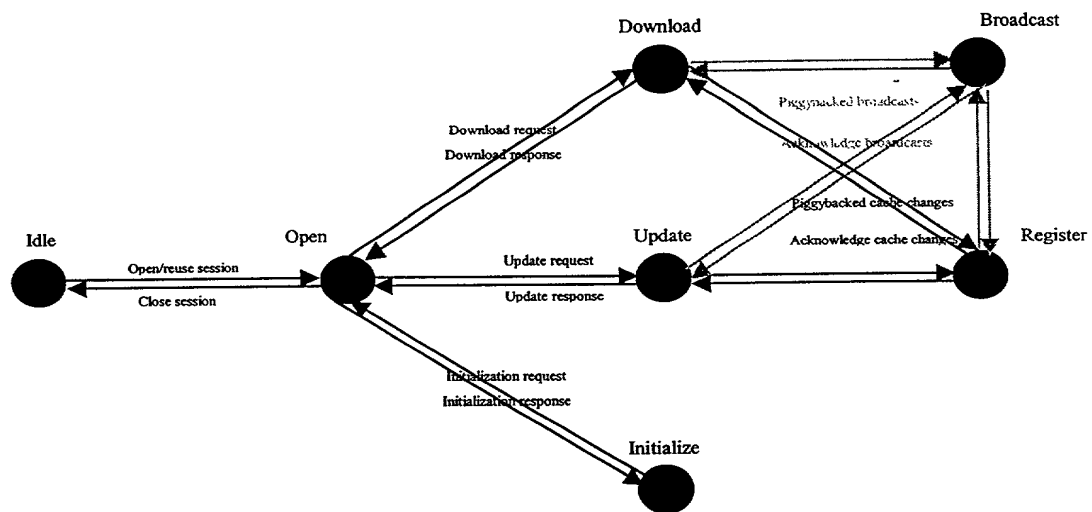 Broadcast
Download
Piggybacked broadcasts
Download request
Acknowledge broadcasts
Download response
Piggybacked cache changes
Idle
Open
Update
Register
Acknowledge cache changes
Open/reuse session
Update request
Close session
Update response
Initialization request
Initialization response
Initialize